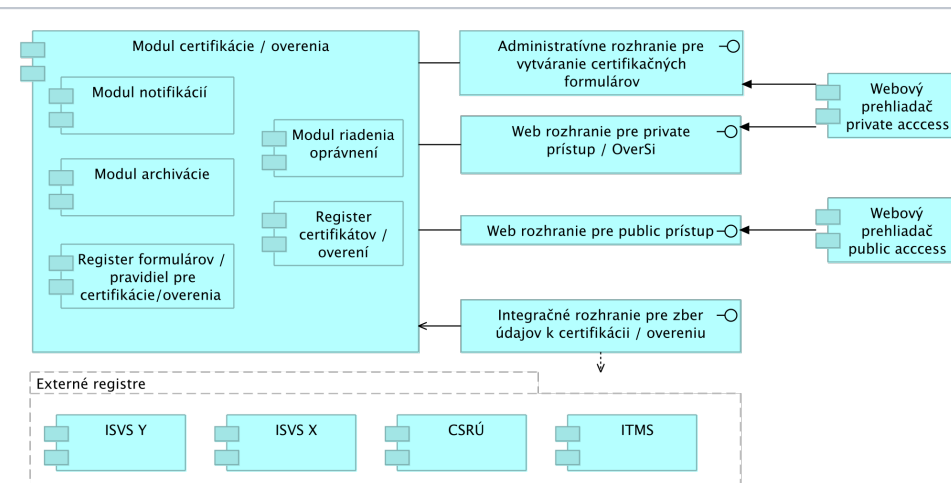 Modul certifikácie / overenia
Modul notifikácií
Modul archivácie
Register formulárov /
pravidiel pre
certifikácie/overenia
Modul riadenia
oprávnení
Register
certifikátov /
overení
Administratívne rozhranie pre
vytváranie certifikačných
formulárov
Web rozhranie pre private
prístup / OverSi
Web rozhranie pre public prístup
Integračné rozhranie pre zber
údajov k certifikácii / overeniu
Webový
prehliadač
private acccess
Webový
prehliadač
public acccess
Externé registre
ISVS Y
ISVS X
CSRÚ
ITMS